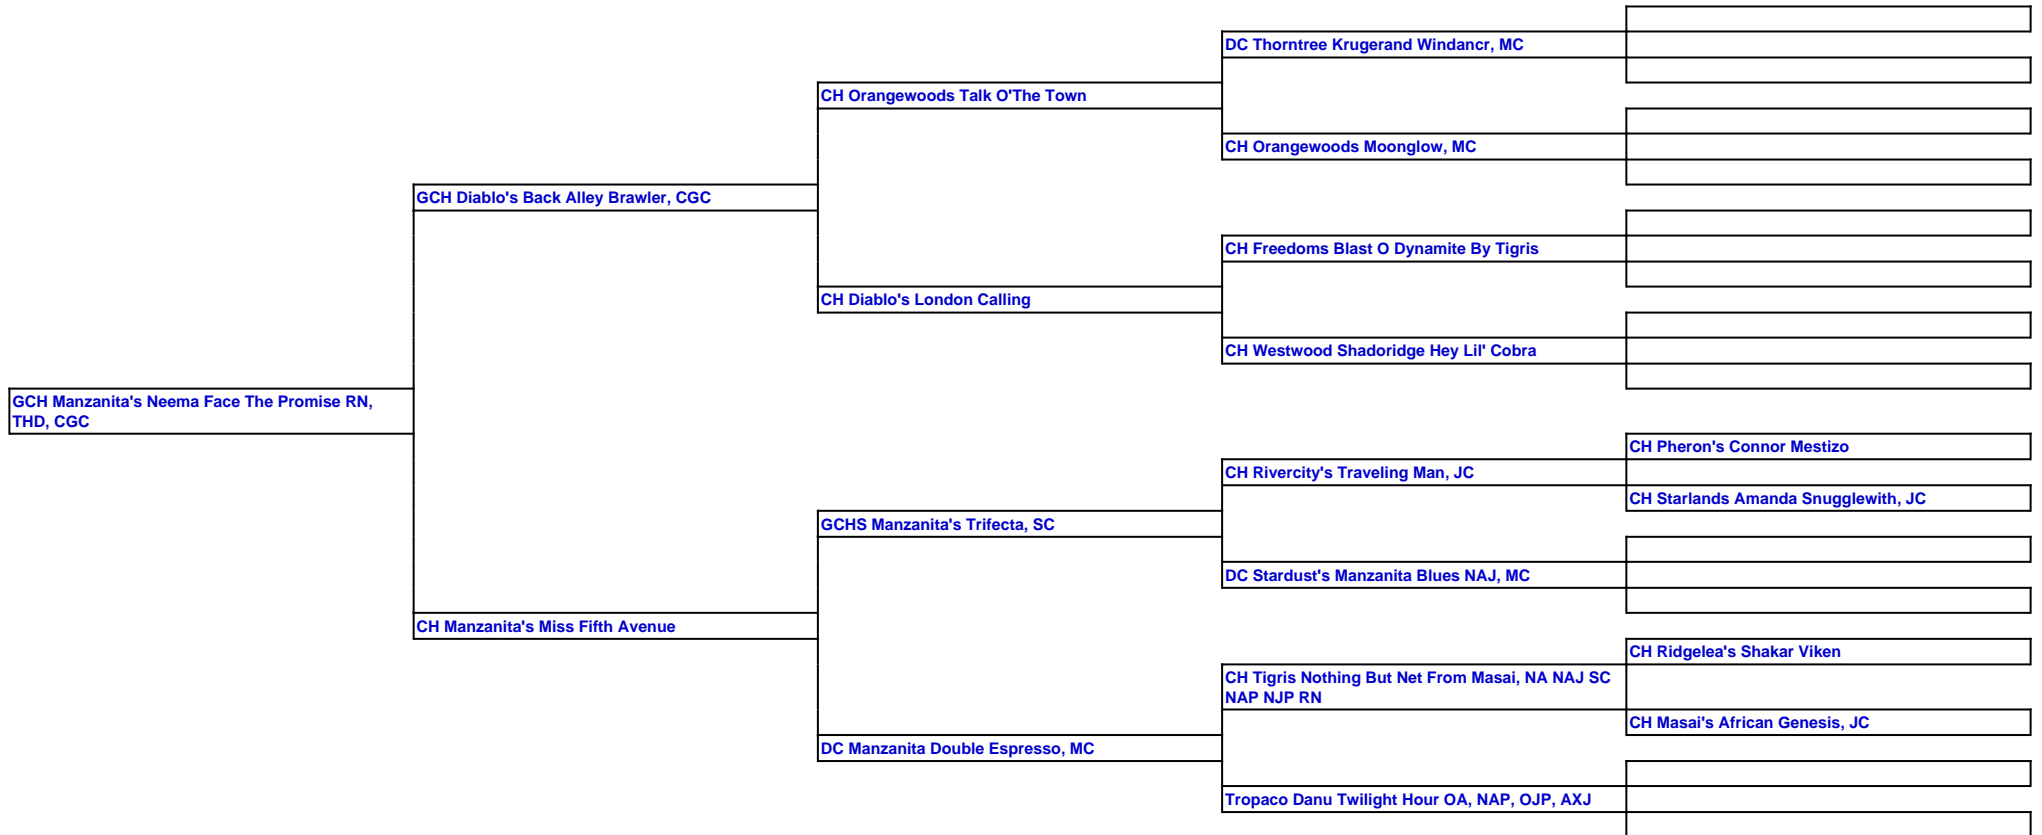 DC Thorntree Krugerand Windancr, MC
CH Orangewoods Talk O'The Town
CH Orangewoods Moonglow, MC
GCH Diablo's Back Alley Brawler, CGC
CH Freedoms Blast O Dynamite By Tigris
CH Diablo's London Calling
CH Westwood Shadoridge Hey Lil' Cobra
GCH Manzanita's Neema Face The Promise RN,
THD, CGC
CH Pheron's Connor Mestizo
CH Rivercity's Traveling Man, JC
CH Starlands Amanda Snugglewith, JC
GCHS Manzanita's Trifecta, SC
DC Stardust's Manzanita Blues NAJ, MC
CH Manzanita's Miss Fifth Avenue
CH Ridgelea's Shakar Viken
CH Tigris Nothing But Net From Masai, NA NAJ SC
NAP NJP RN
CH Masai's African Genesis, JC
DC Manzanita Double Espresso, MC
Tropaco Danu Twilight Hour OA, NAP, OJP, AXJ